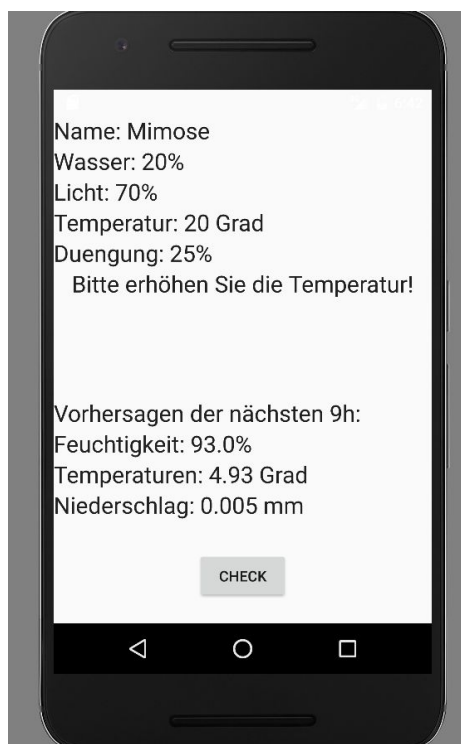 Name: Mimose
Wasser: 20%
Licht: 70%
Temperatur: 20 Grad
Duengung: 25%
Bitte erhöhen Sie die Temperatur!
Vorhersagen der nächsten 9h:
Feuchtigkeit: 93.0%
Temperaturen: 4.93 Grad
Niederschlag: 0.005 mm
CHECK